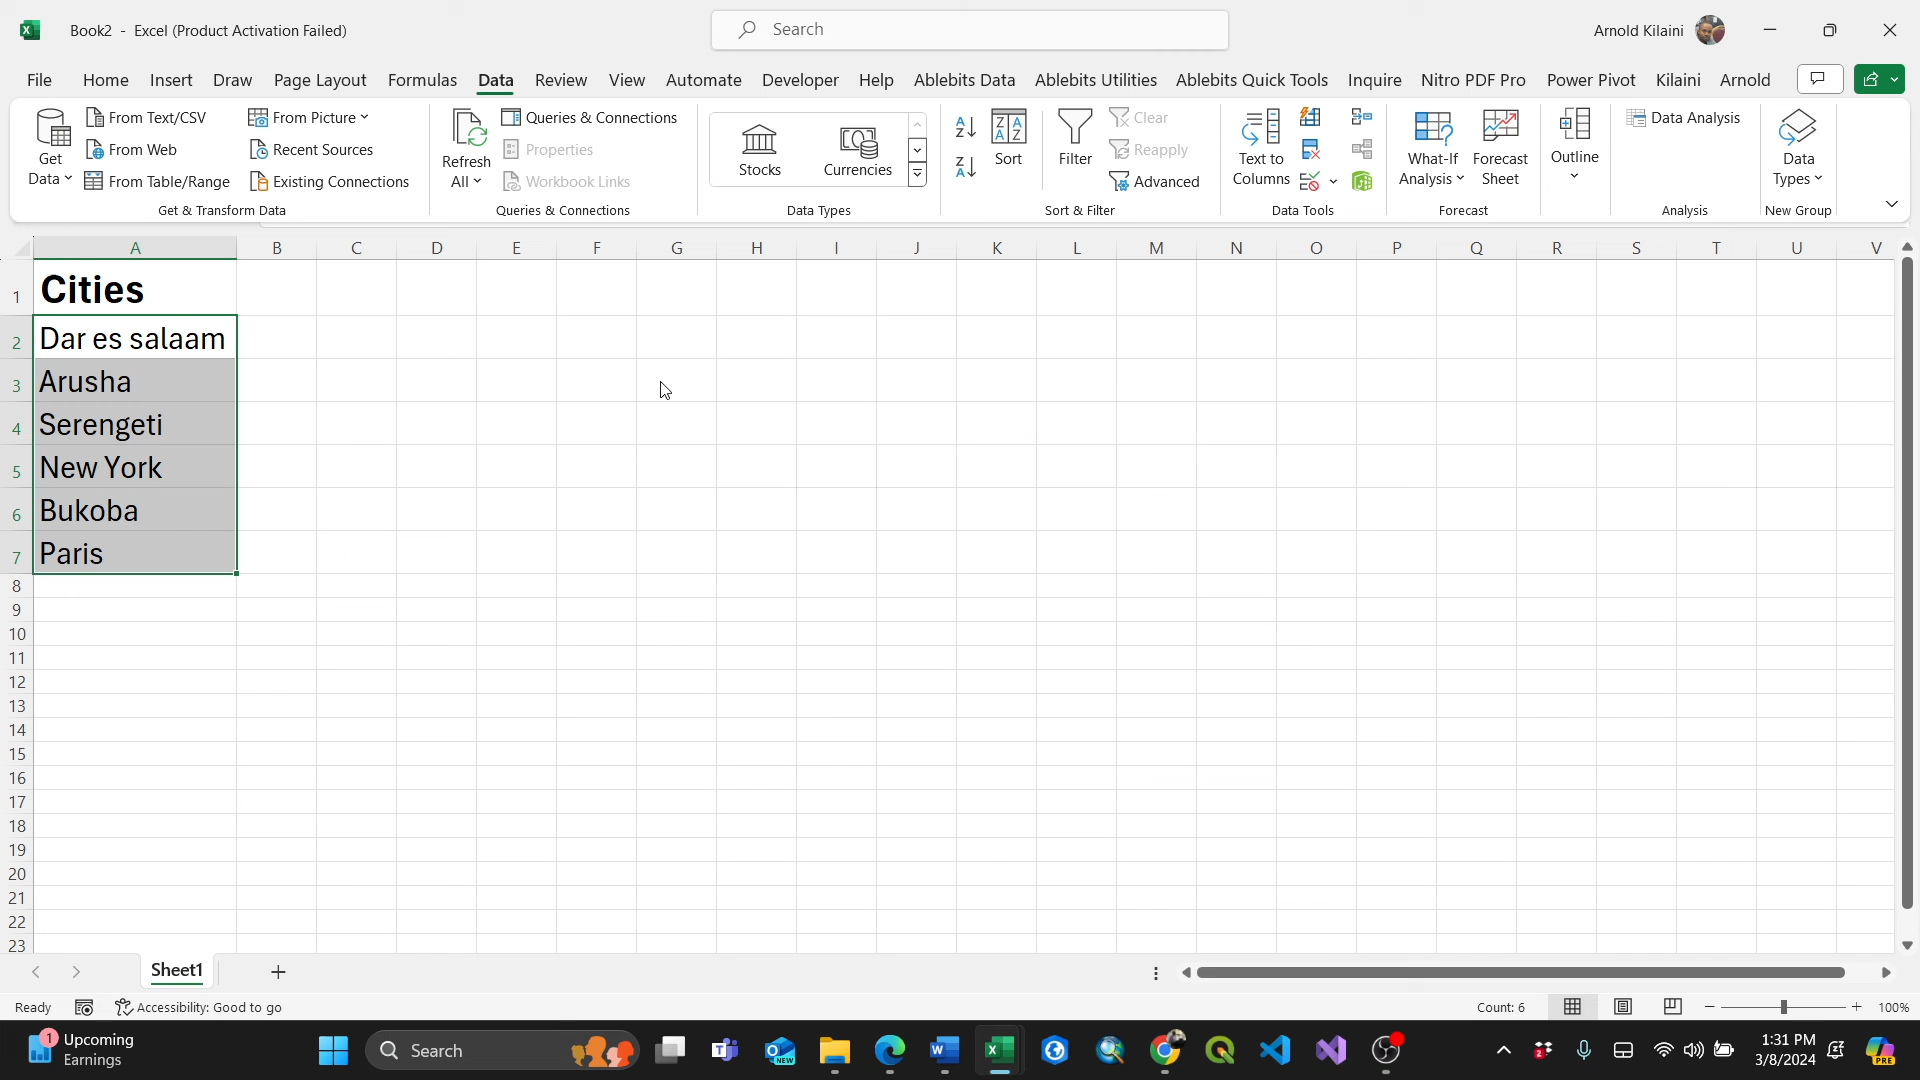 Book2 - Excel (Product Activation Failed)
Search
Arnold Kilaini
File Home Insert Draw Page Layout Formulas Data Review View Automate Developer Help Ablebits Data Ablebits Utilities Ablebits Quick Tools Inquire Nitro PDF Pro Power Pivot Kilaini Arnold
Get
Data
From Text/CSV
From Web
From Table/Range
From Picture
Recent Sources
Existing Connections
Get & Transform Data
Refresh
All
Queries & Connections
Properties
Workbook Links
Queries & Connections
Stocks
Currencies
Data Types
Sort
Filter
Clear
Reapply
Advanced
Sort & Filter
Text to
Columns
Data Tools
What-If
Analysis
Forecast
Sheet
Forecast
Outline
Data Analysis
Analysis
Data
Types
New Group
A B C D E F G H I J K L M N O P Q R S T U V
1 Cities
2 Dar es salaam
3 Arusha
4 Serengeti
5 New York
6 Bukoba
7 Paris
8
9
10
11
12
13
14
15
16
17
18
19
20
21
22
23
Sheet1
Ready
Accessibility: Good to go
Count: 6
100%
1
Upcoming
Earnings
Search
NEW
2
1:31 PM
3/8/2024
PRE